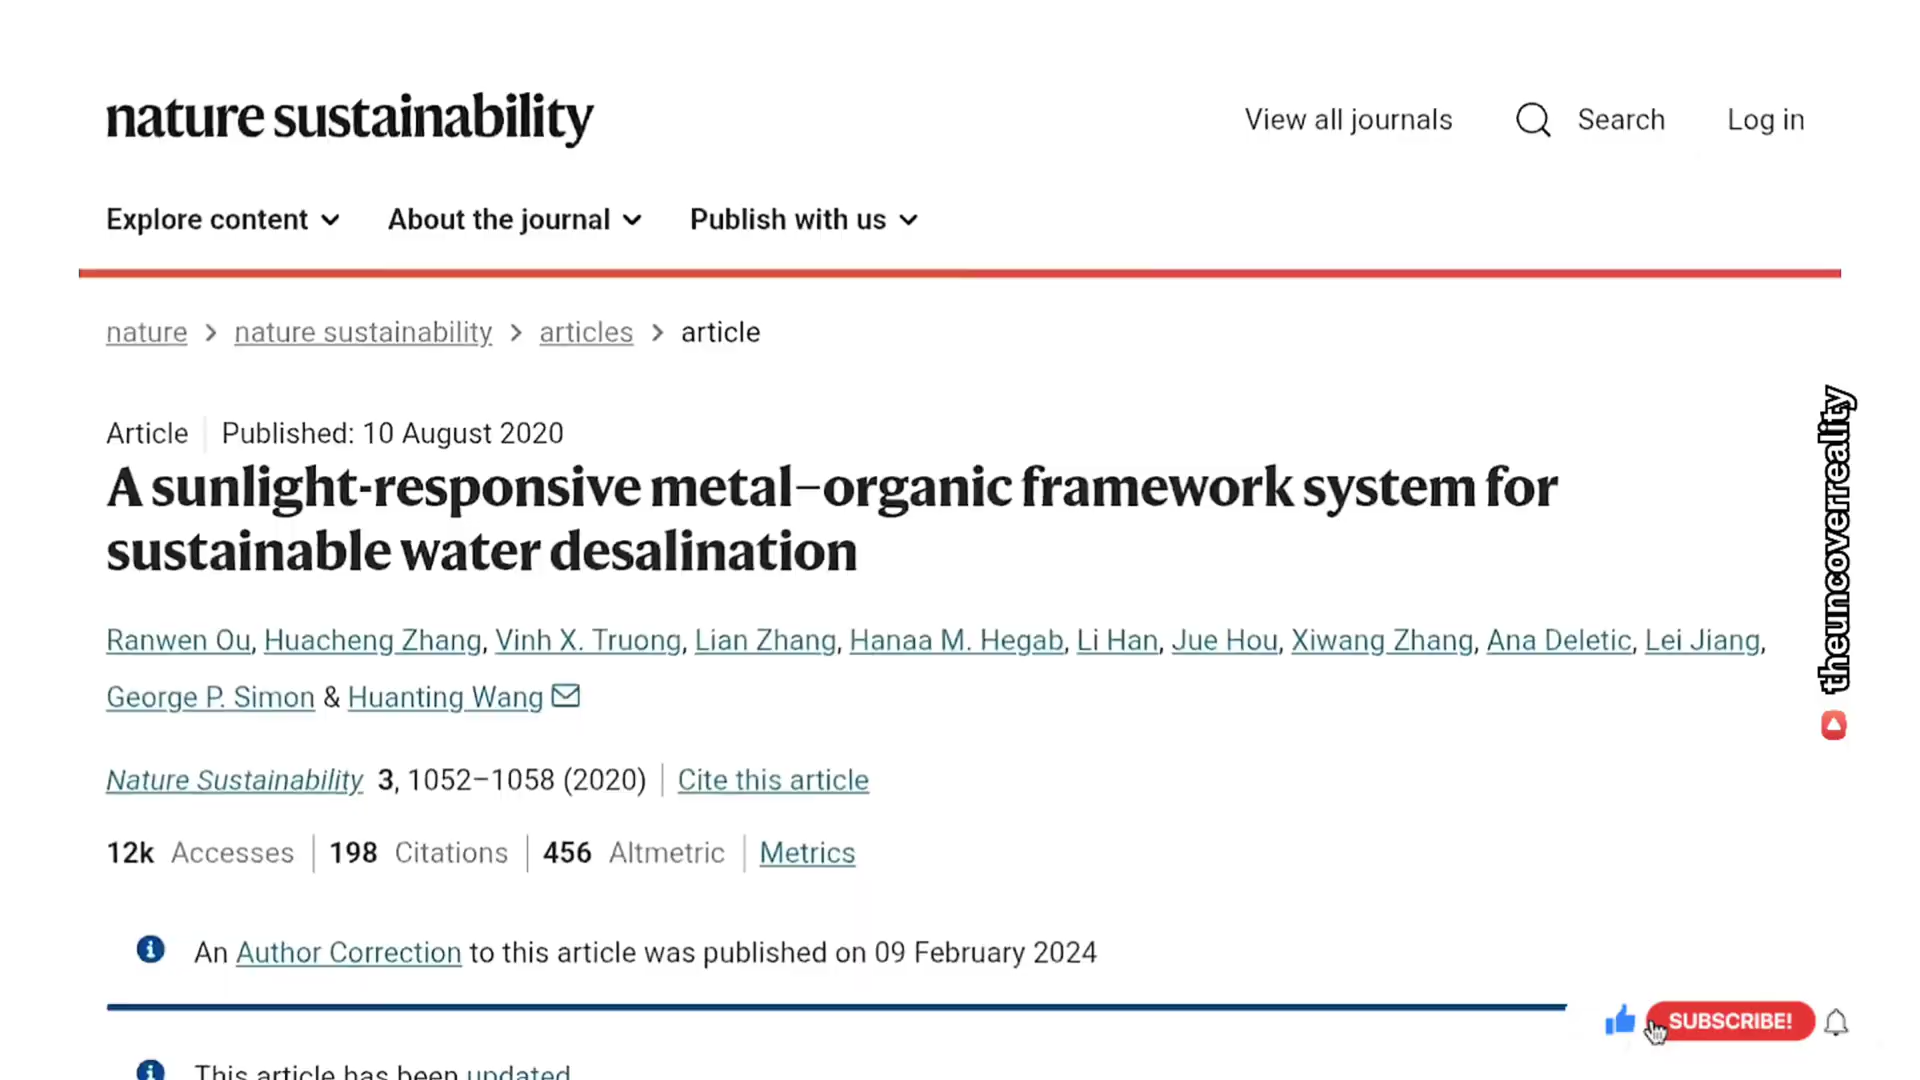 nature sustainability
View all journals
Search
Log in
Explore content
About the journal
Publish with us
nature > nature sustainability > articles > article
Article
Published: 10 August 2020
A sunlight-responsive metal–organic framework system for
sustainable water desalination
Ranwen Ou, Huacheng Zhang, Vinh X. Truong, Lian Zhang, Hanaa M. Hegab, Li Han, Jue Hou, Xiwang Zhang, Ana Deletic, Lei Jiang,
George P. Simon & Huanting Wang
Nature Sustainability 3, 1052–1058 (2020)
Cite this article
12k Accesses
198 Citations
456 Altmetric
Metrics
An Author Correction to this article was published on 09 February 2024
This article has been updated
theuncoverreality
SUBSCRIBE!